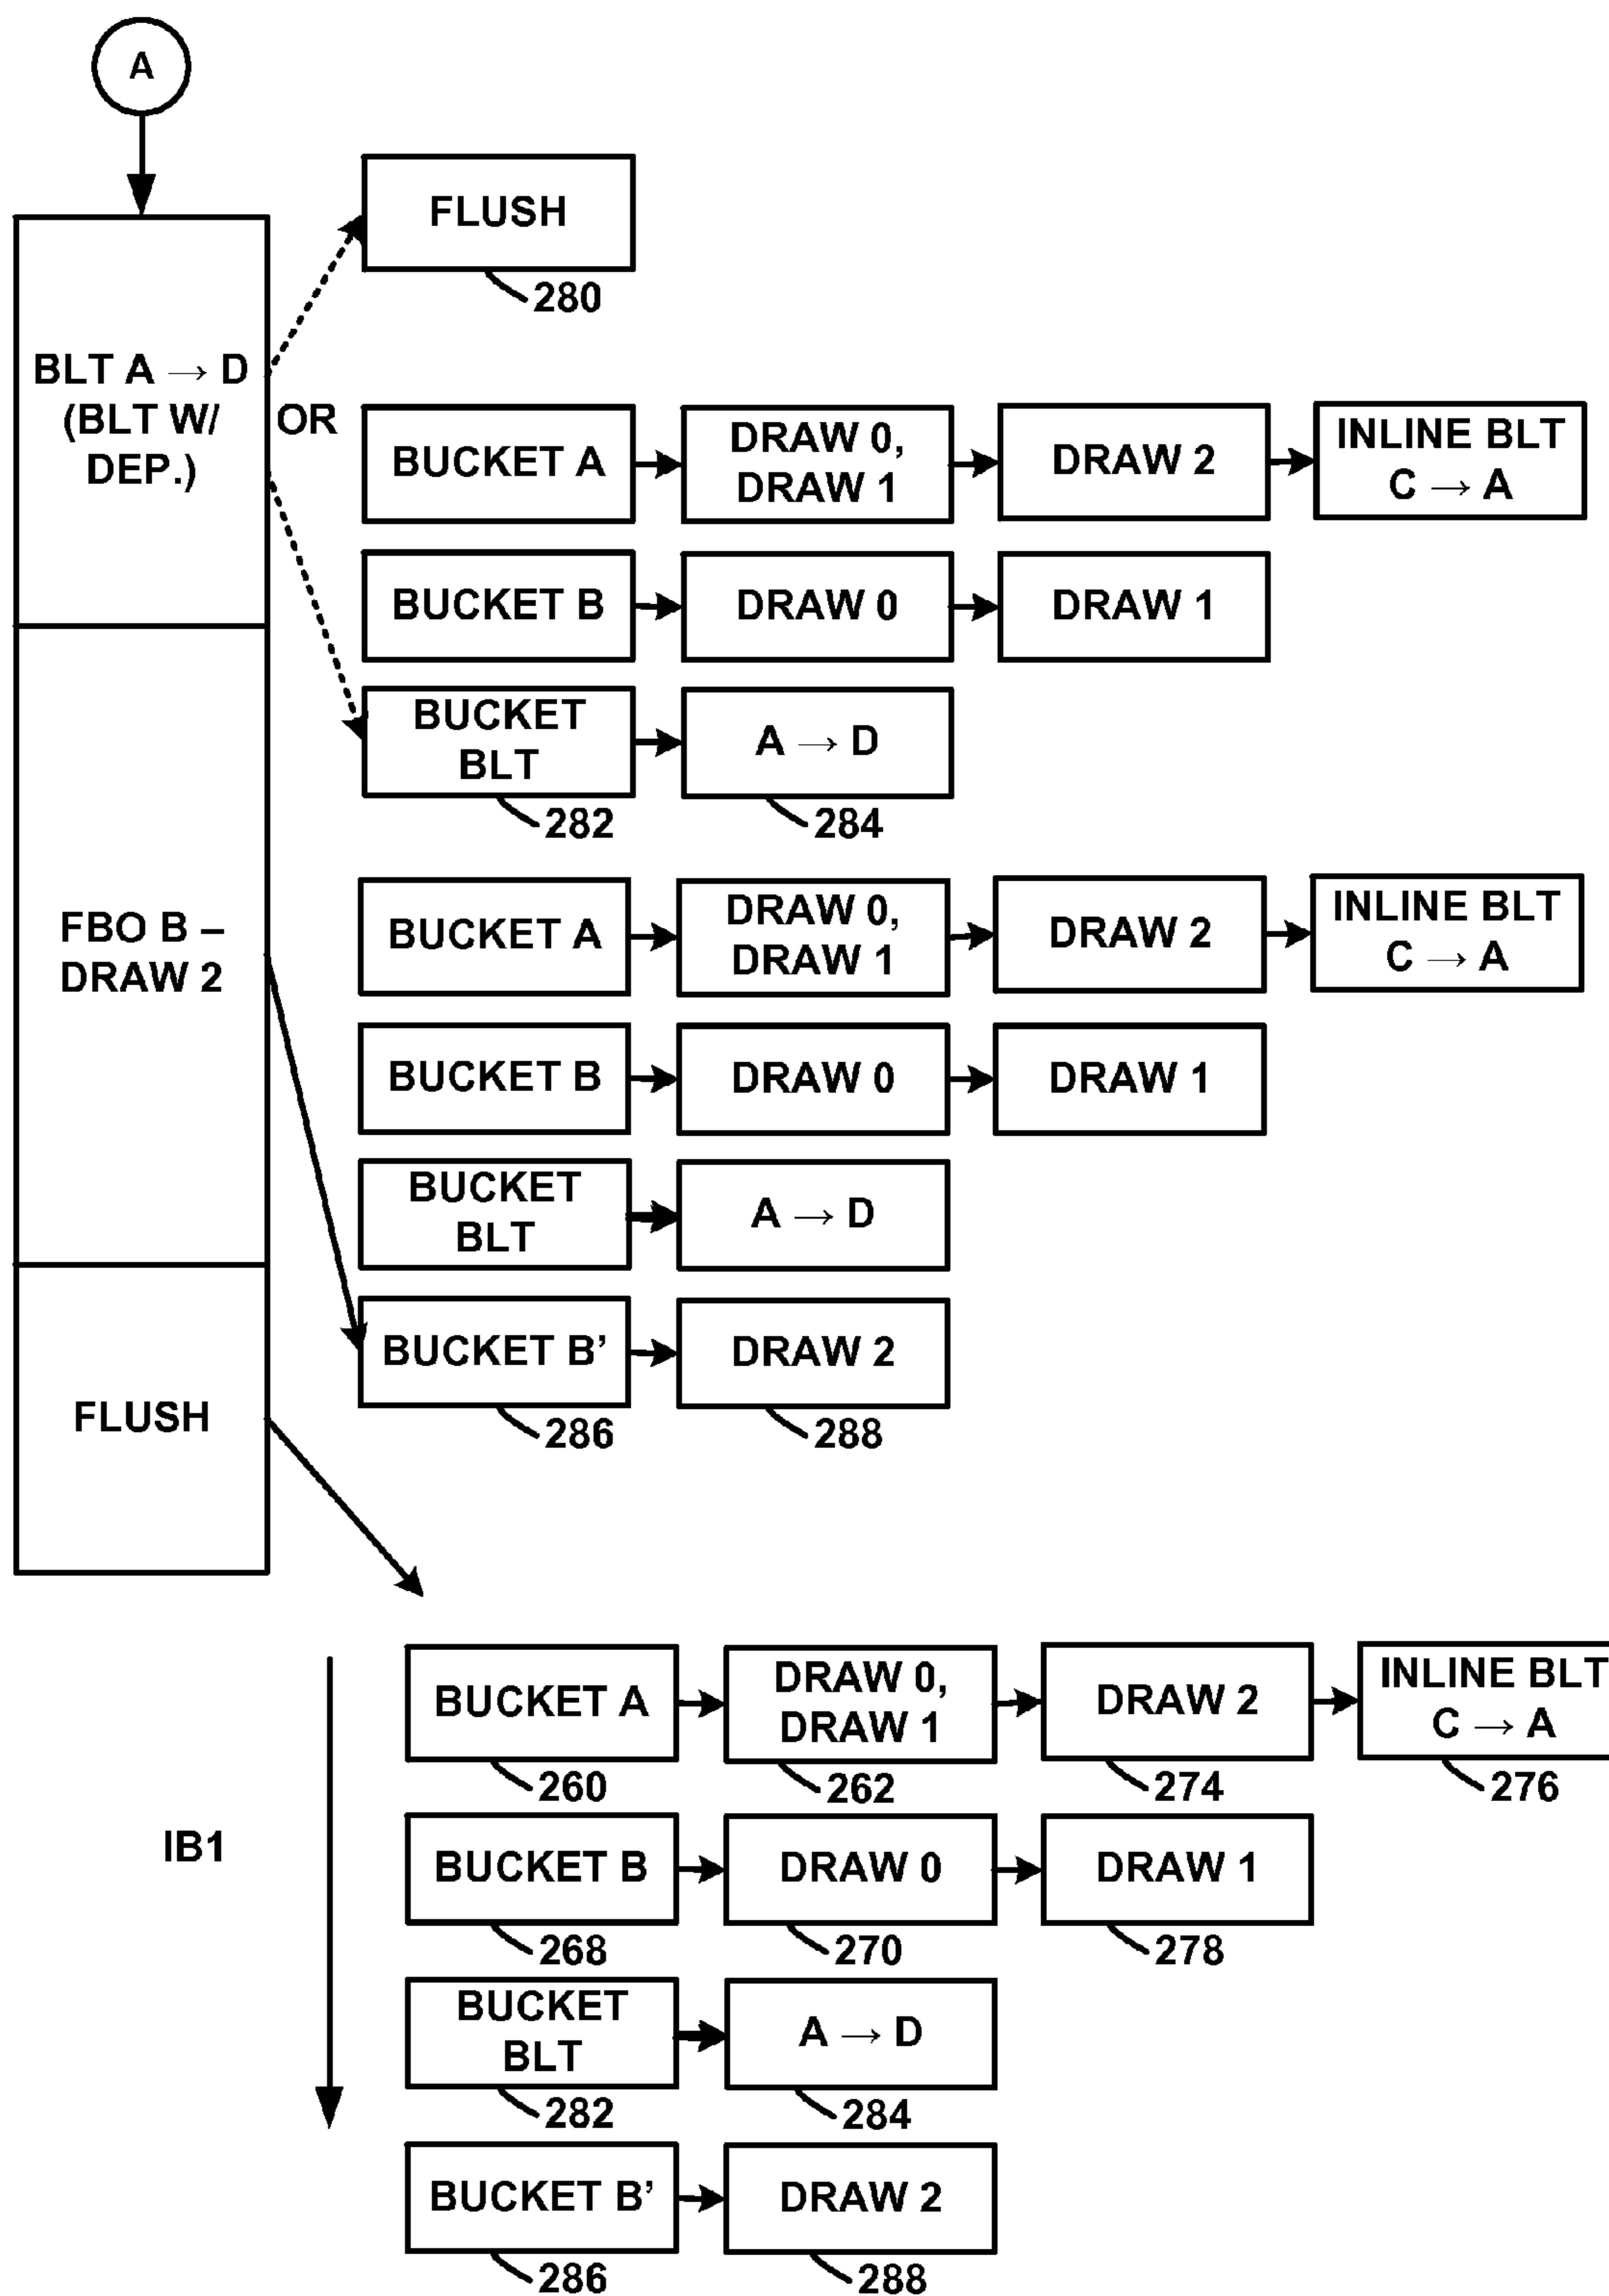 A
FLUSH
280
BLT A → D
(BLT W/
DEP.)
OR
BUCKET A
DRAW 0,
DRAW 1
DRAW 2
INLINE BLT
C → A
BUCKET B
DRAW 0
DRAW 1
BUCKET
BLT
282
A → D
284
FBO B –
DRAW 2
BUCKET A
DRAW 0,
DRAW 1
DRAW 2
INLINE BLT
C → A
BUCKET B
DRAW 0
DRAW 1
BUCKET
BLT
A → D
BUCKET B’
286
DRAW 2
288
FLUSH
IB1
BUCKET A
260
DRAW 0,
DRAW 1
262
DRAW 2
274
INLINE BLT
C → A
276
BUCKET B
268
DRAW 0
270
DRAW 1
278
BUCKET
BLT
282
A → D
284
BUCKET B’
286
DRAW 2
288